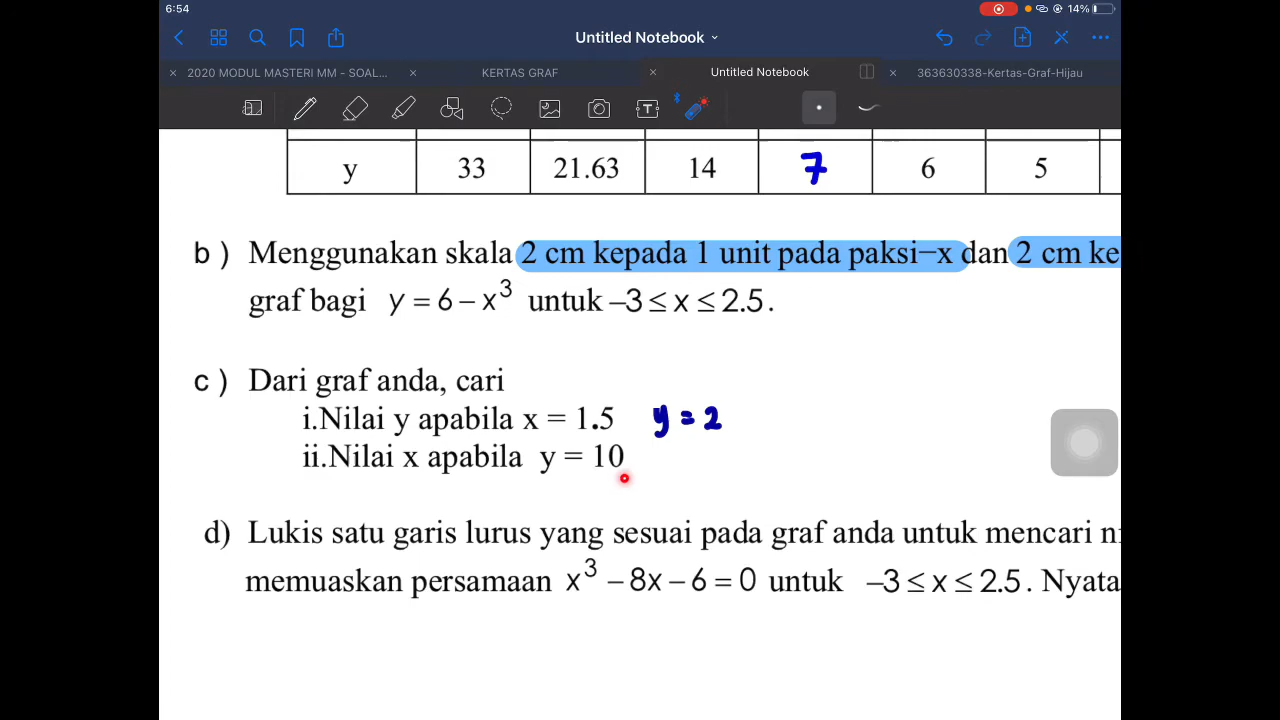 6:54
14%
Untitled Notebook
2020 MODUL MASTERI MM - SOAL...
KERTAS GRAF
Untitled Notebook
363630338-Kertas-Graf-Hijau
y 33 21.63 14 7 6 5
b) Menggunakan skala 2 cm kepada 1 unit pada paksi–x dan 2 cm ke
graf bagi y = 6 – x³ untuk –3 ≤ x ≤ 2.5.
c) Dari graf anda, cari
i.Nilai y apabila x = 1.5 y = 2
ii.Nilai x apabila y = 10
d) Lukis satu garis lurus yang sesuai pada graf anda untuk mencari ni
memuaskan persamaan x³ – 8x – 6 = 0 untuk –3 ≤ x ≤ 2.5. Nyata